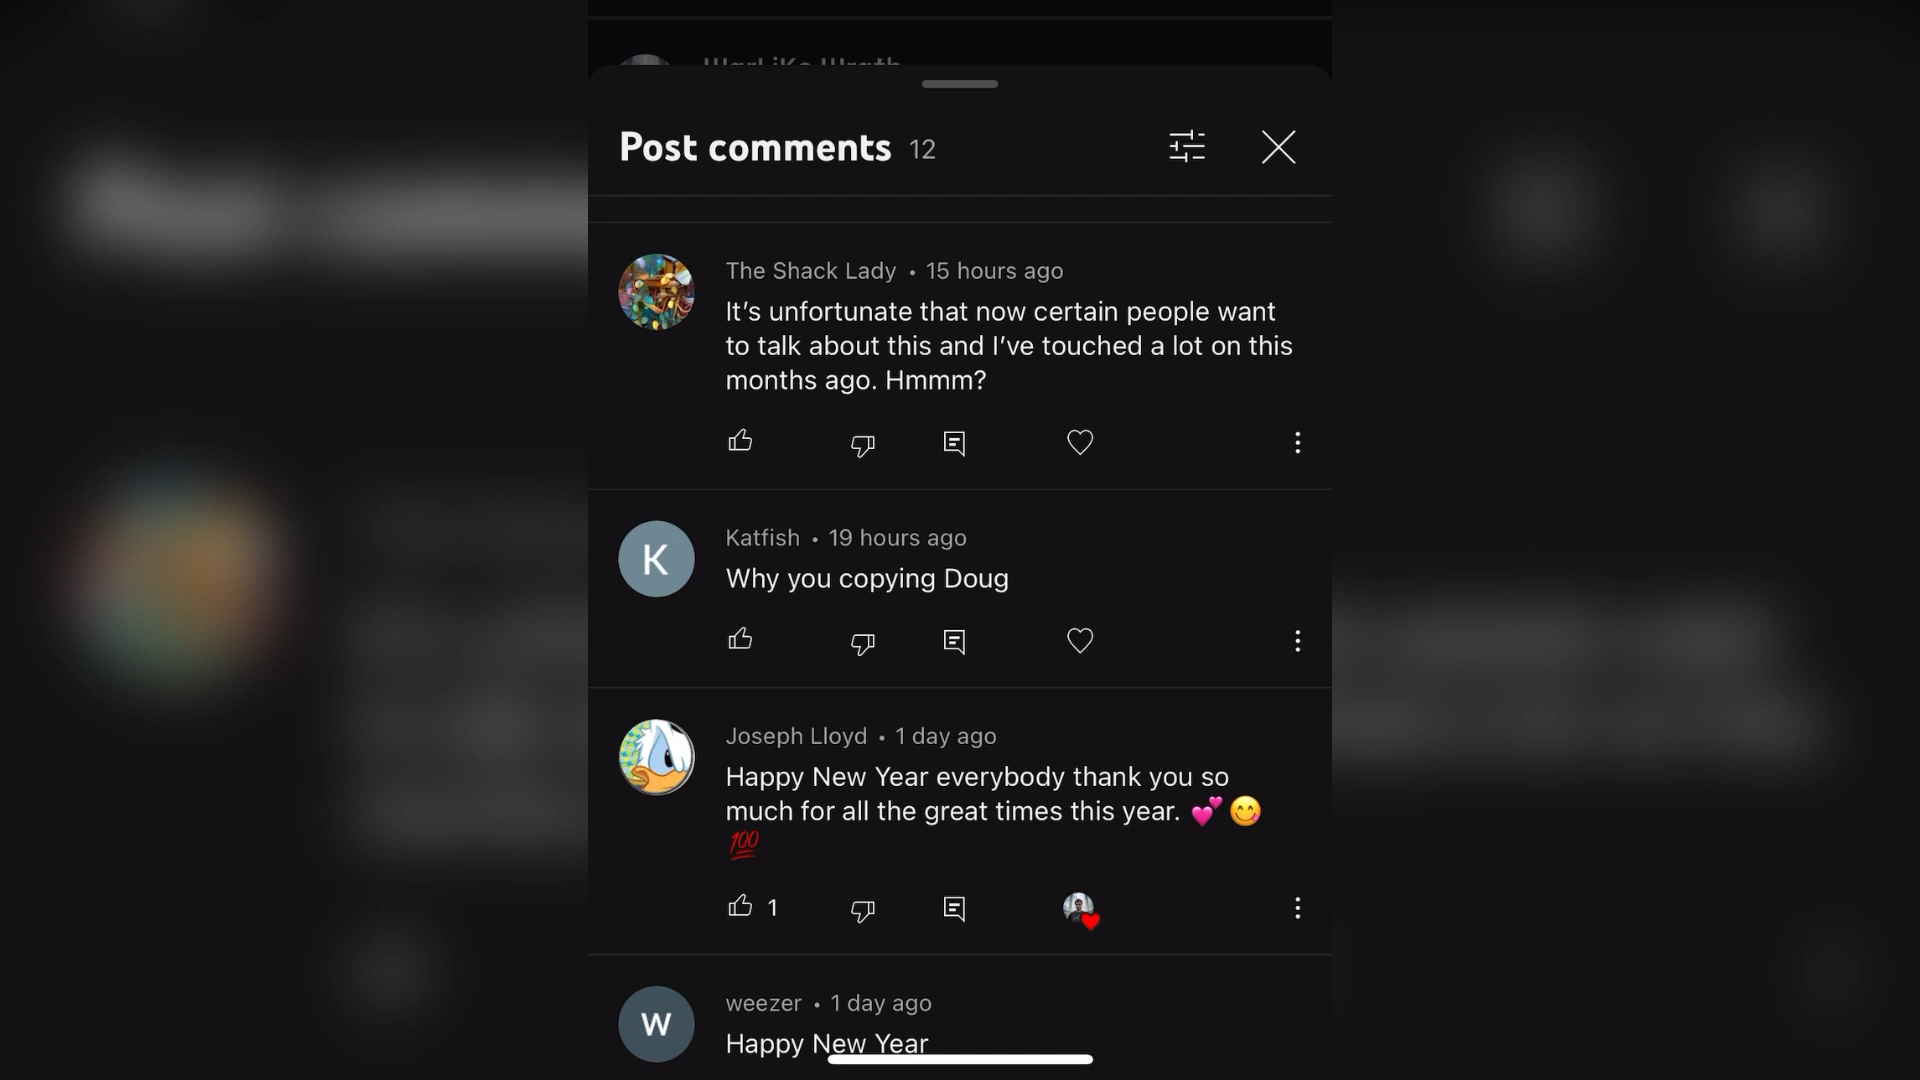 WarLiKe Wrath
Post comments 12
The Shack Lady • 15 hours ago
It’s unfortunate that now certain people want
to talk about this and I’ve touched a lot on this
months ago. Hmmm?
K
Katfish • 19 hours ago
Why you copying Doug
Joseph Lloyd • 1 day ago
Happy New Year everybody thank you so
much for all the great times this year. 💕😋
💯
1
W
weezer • 1 day ago
Happy New Year